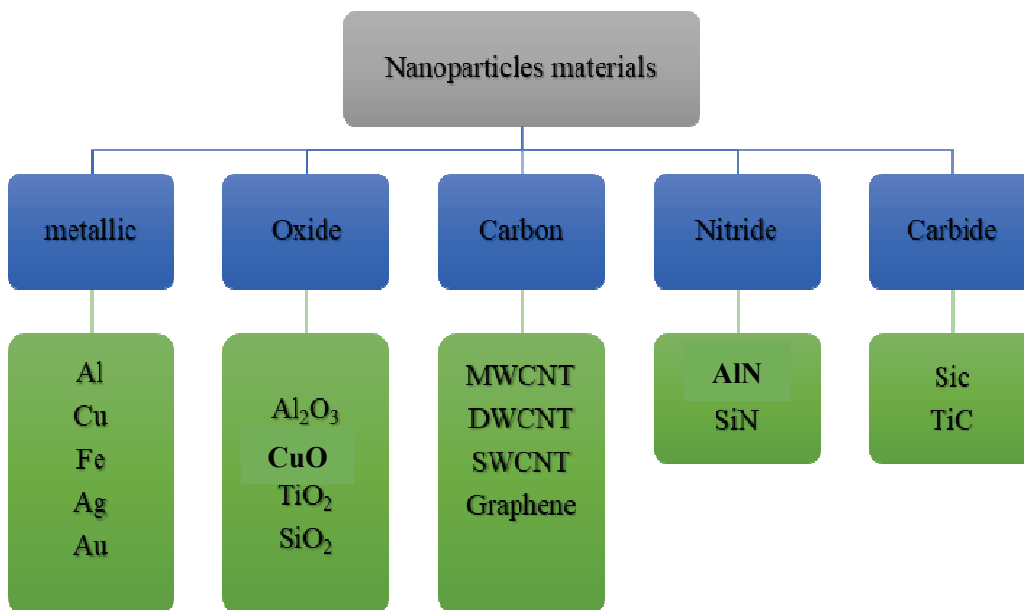 Nanoparticles materials
metallic
Oxide
Carbon
Nitride
Carbide
Al
Cu
Fe
Ag
Au
Al₂O₃
CuO
TiO₂
SiO₂
MWCNT
DWCNT
SWCNT
Graphene
AlN
SiN
Sic
TiC